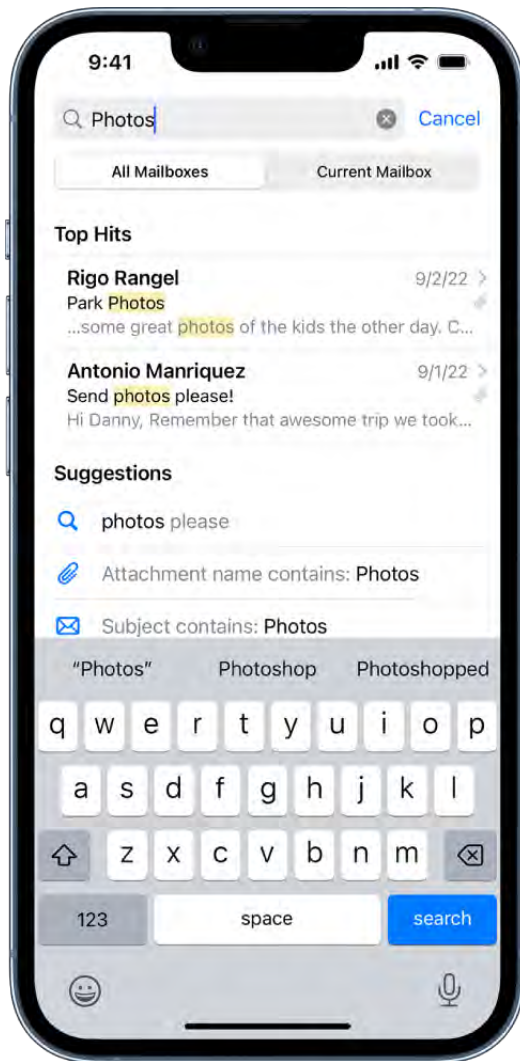 9:41
Photos Cancel
All Mailboxes Current Mailbox
Top Hits
Rigo Rangel 9/2/22
Park Photos
...some great photos of the kids the other day. C...
Antonio Manriquez 9/1/22
Send photos please!
Hi Danny, Remember that awesome trip we took...
Suggestions
photos please
Attachment name contains: Photos
Subject contains: Photos
“Photos” Photoshop Photoshopped
q w e r t y u i o p
a s d f g h j k l
z x c v b n m
123 space search